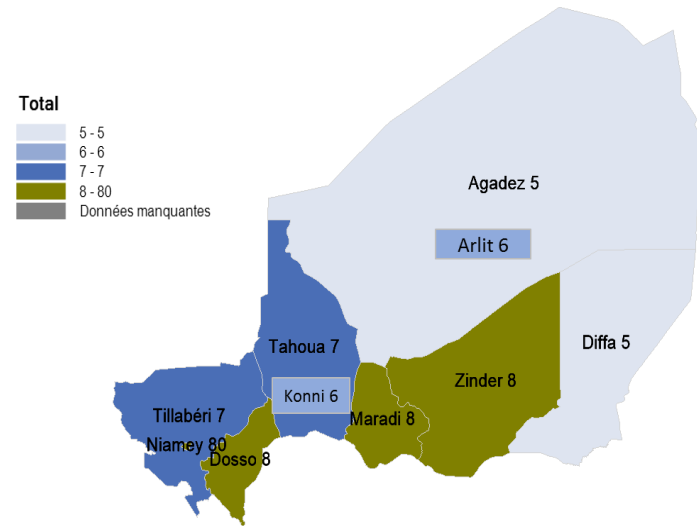 Total
5 - 5
6 - 6
7 - 7
8 - 80
Données manquantes
Agadez 5
Arlit 6
Diffa 5
Tahoua 7
Zinder 8
Konni 6
Tillabéri 7
Maradi 8
Niamey 80
Dosso 8